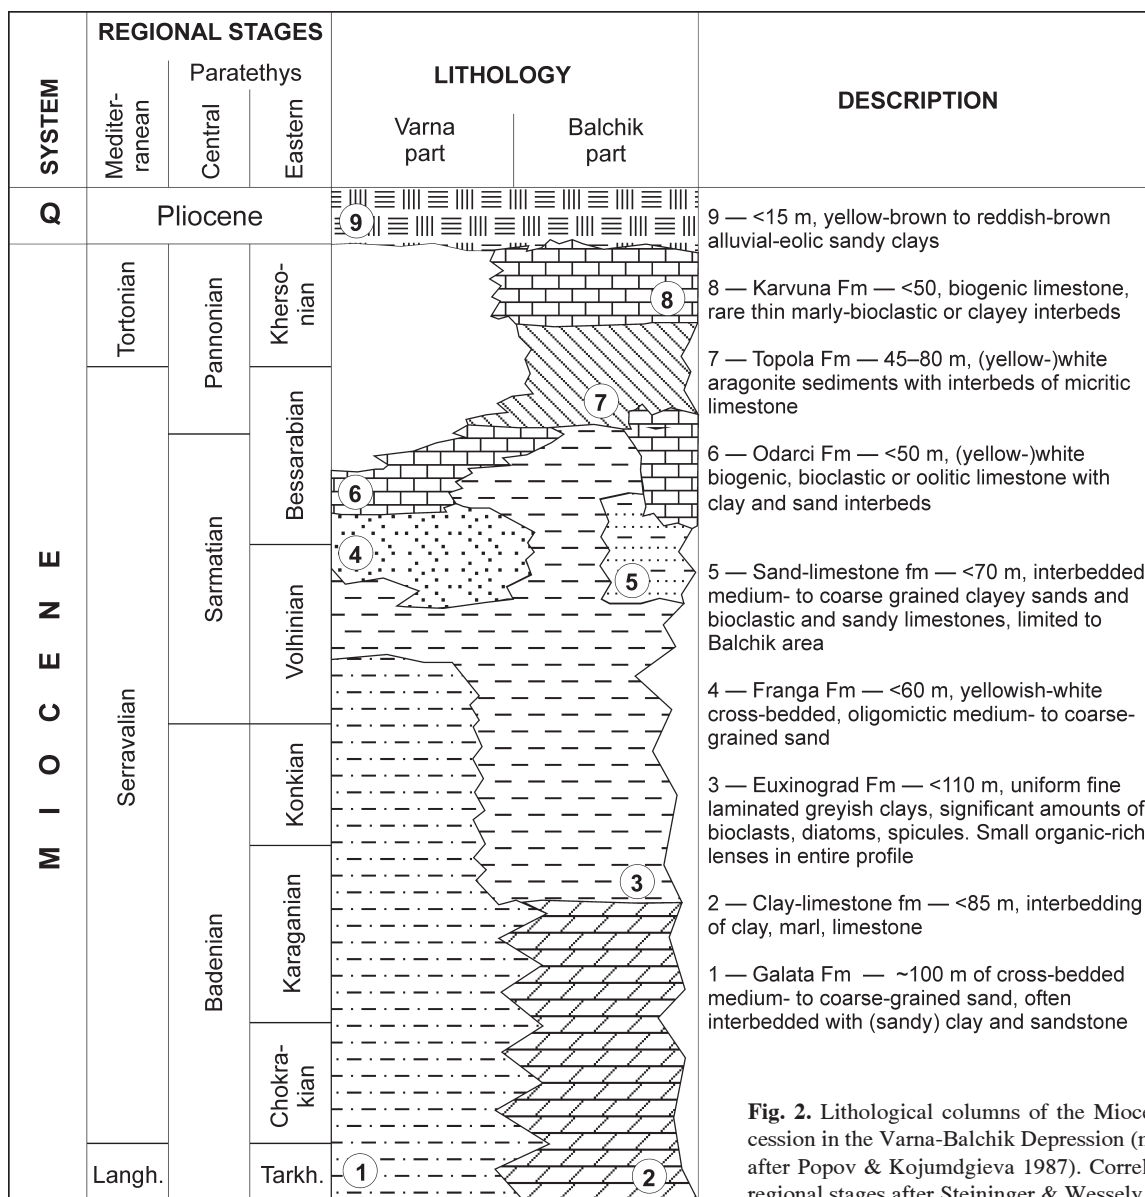 REGIONAL STAGES
SYSTEM
Mediter-
ranean
Paratethys
Central
Eastern
LITHOLOGY
Varna
part
Balchik
part
DESCRIPTION
Q
Pliocene
MIOCENE
Tortonian
Serravalian
Langh.
Pannonian
Sarmatian
Badenian
Kherso-
nian
Bessarabian
Volhinian
Konkian
Karaganian
Chokra-
kian
Tarkh.
9
8
7
6
4
5
3
1
2
9 — <15 m, yellow-brown to reddish-brown
alluvial-eolic sandy clays
8 — Karvuna Fm — <50, biogenic limestone,
rare thin marly-bioclastic or clayey interbeds
7 — Topola Fm — 45–80 m, (yellow-)white
aragonite sediments with interbeds of micritic
limestone
6 — Odarci Fm — <50 m, (yellow-)white
biogenic, bioclastic or oolitic limestone with
clay and sand interbeds
5 — Sand-limestone fm — <70 m, interbedded
medium- to coarse grained clayey sands and
bioclastic and sandy limestones, limited to
Balchik area
4 — Franga Fm — <60 m, yellowish-white
cross-bedded, oligomictic medium- to coarse-
grained sand
3 — Euxinograd Fm — <110 m, uniform fine
laminated greyish clays, significant amounts of
bioclasts, diatoms, spicules. Small organic-rich
lenses in entire profile
2 — Clay-limestone fm — <85 m, interbedding
of clay, marl, limestone
1 — Galata Fm — ~100 m of cross-bedded
medium- to coarse-grained sand, often
interbedded with (sandy) clay and sandstone
Fig. 2. Lithological columns of the
cession in the Varna-Balchik Depression
after Popov & Kojumdgieva 1987).
regional stages after Steininger & Wessely